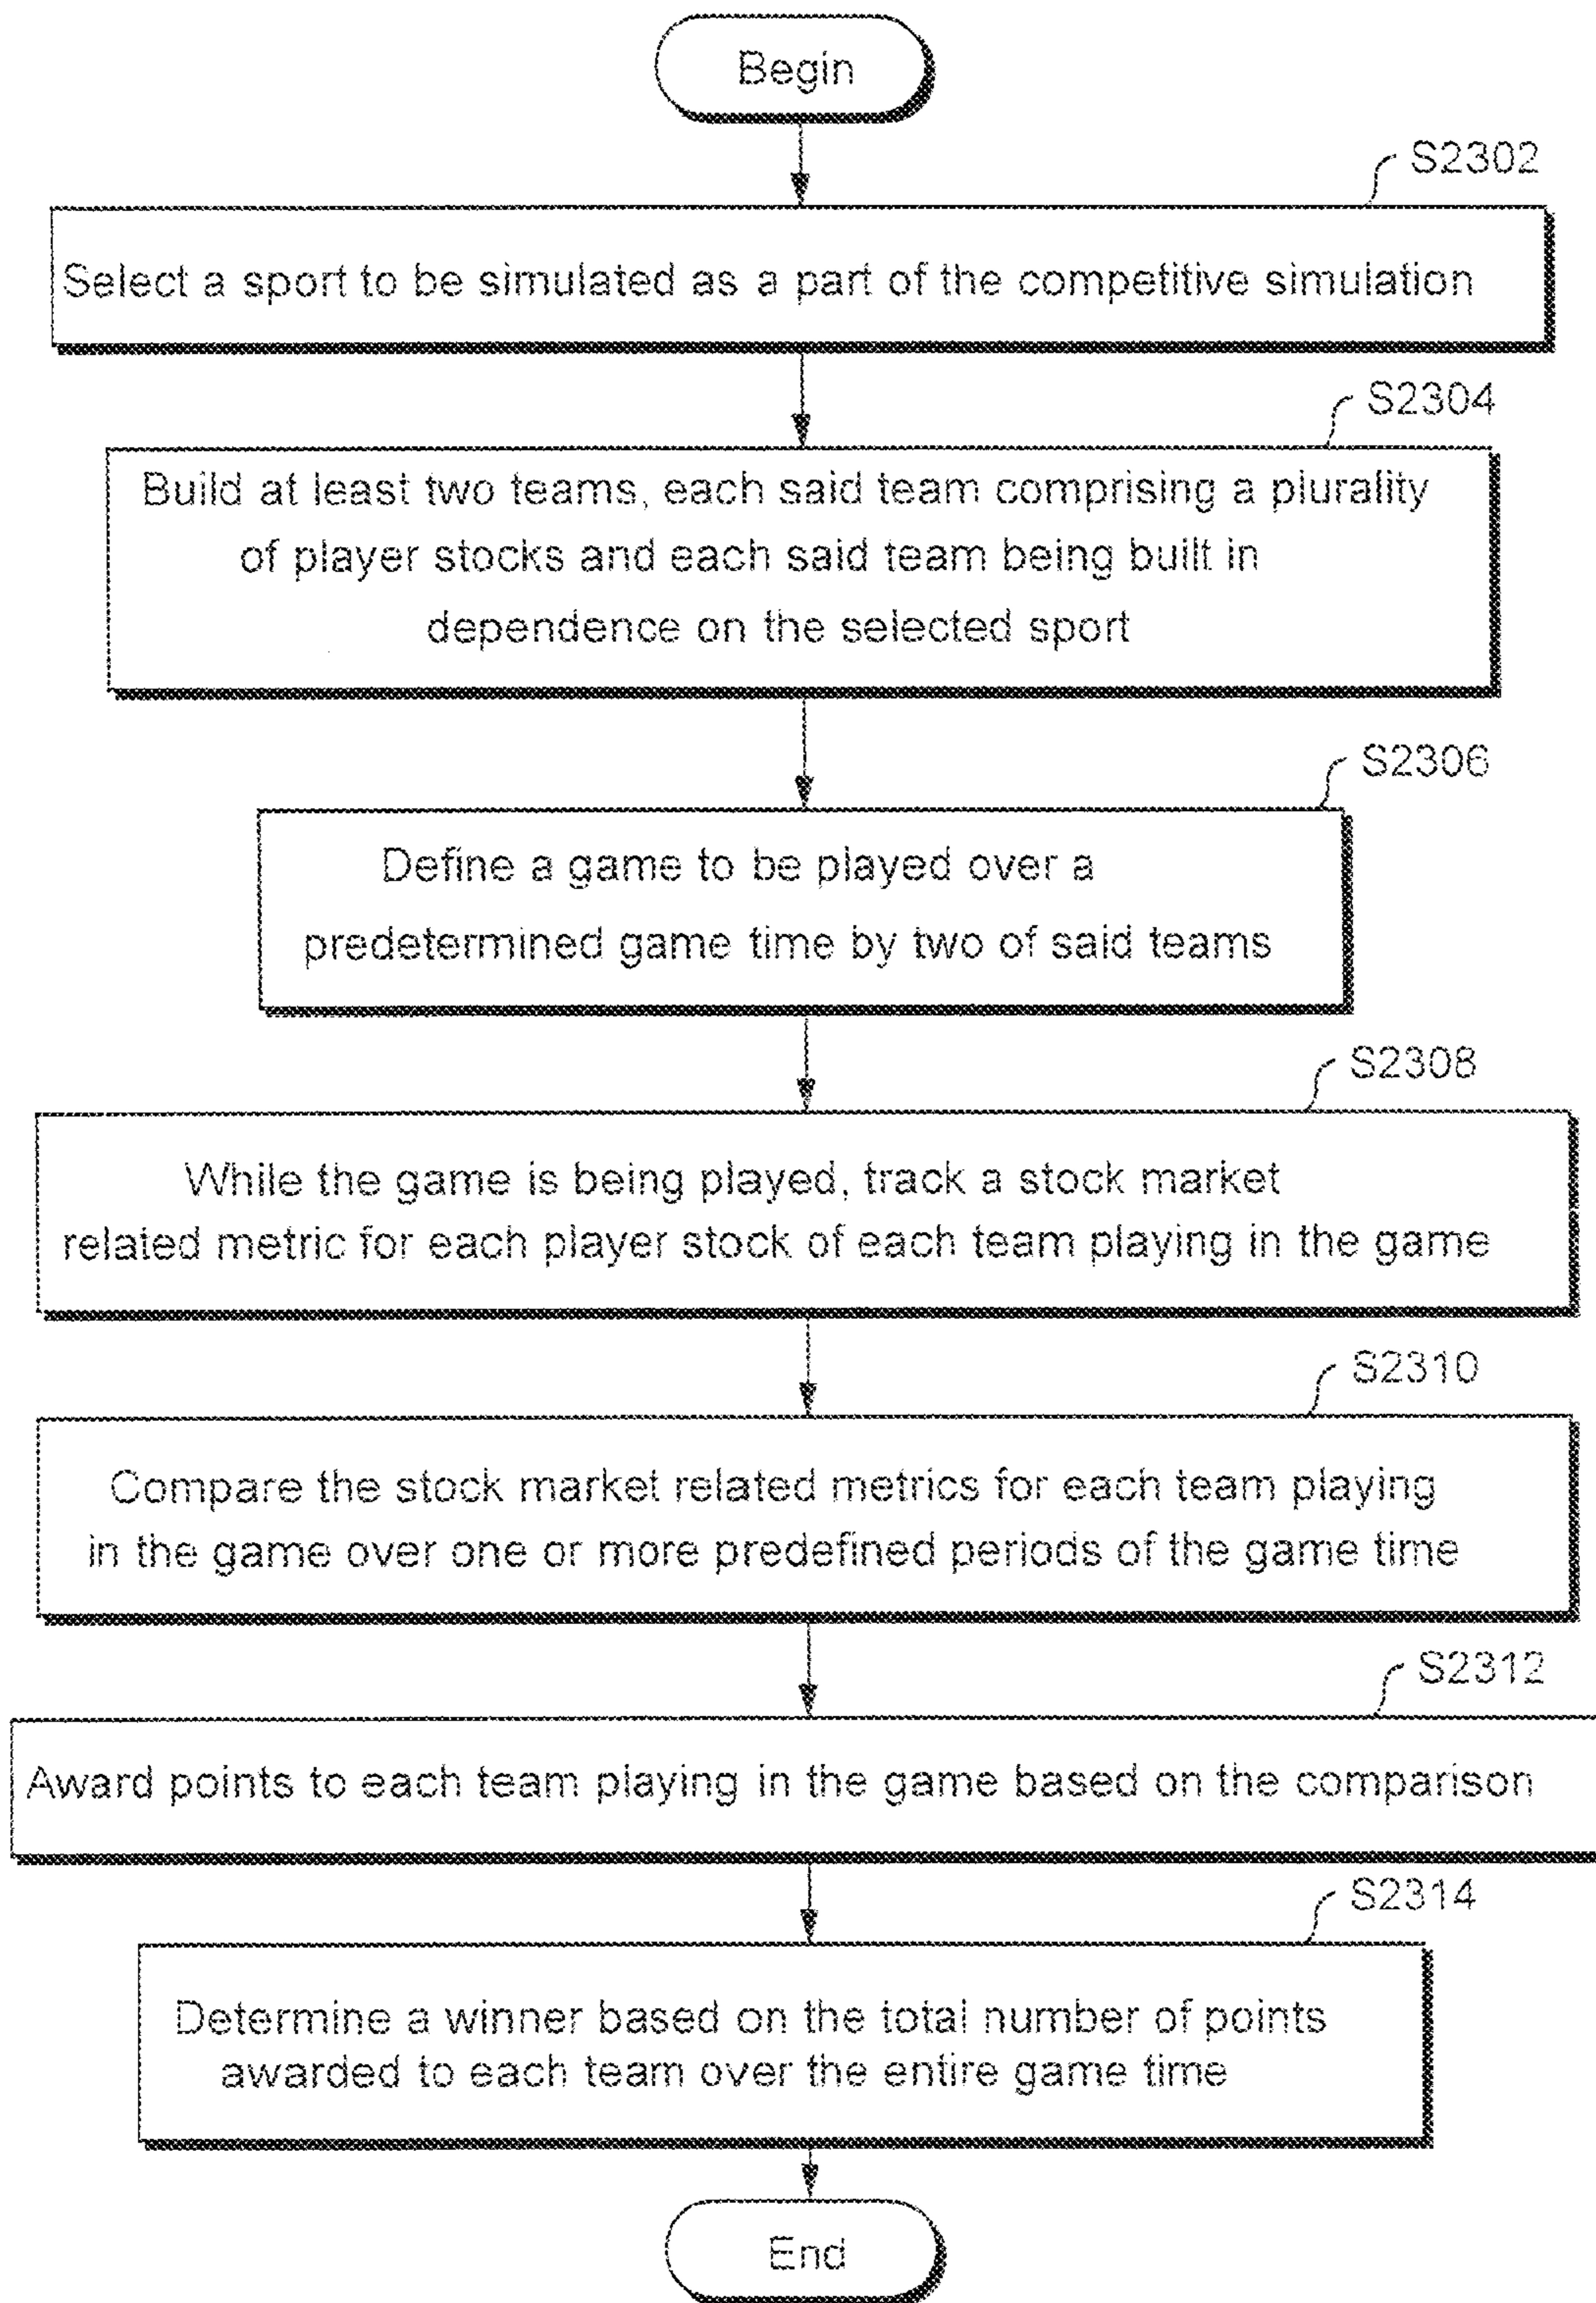 Begin
S2302
Select a sport to be simulated as a part of the competitive simulation
S2304
Build at least two teams, each said team comprising a plurality
of player stocks and each said team being built in
dependence on the selected sport
S2306
Define a game to be played over a
predetermined game time by two of said teams
S2308
While the game is being played, track a stock market
related metric for each player stock of each team playing in the game
S2310
Compare the stock market related metrics for each team playing
in the game over one or more predefined periods of the game time
S2312
Award points to each team playing in the game based on the comparison
S2314
Determine a winner based on the total number of points
awarded to each team over the entire game time
End